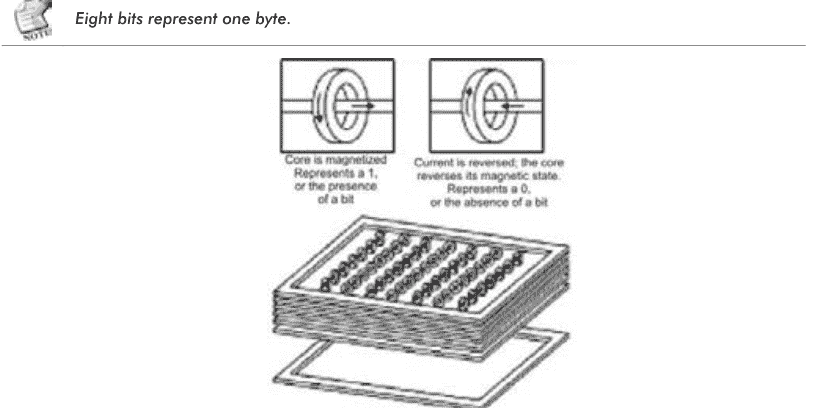 NOTE
Eight bits represent one byte.
Core is magnetized
Represents a 1,
or the presence
of a bit
Current is reversed; the core
reverses its magnetic state.
Represents a 0,
or the absence of a bit